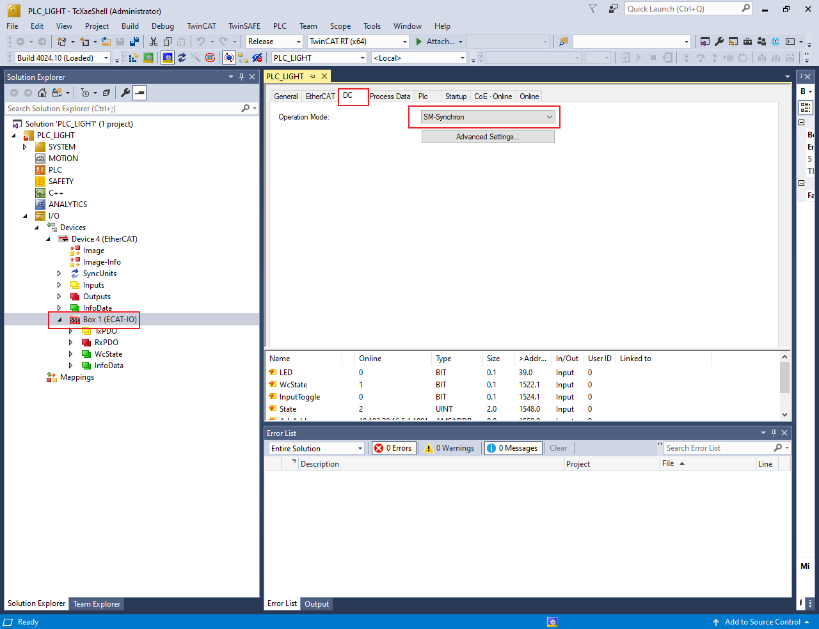 PLC_LIGHT - TcXaeShell (Administrator)
Quick Launch (Ctrl+Q)
File Edit View Project Build Debug TwinCAT TwinSAFE PLC Team Scope Tools Window Help
Release TwinCAT RT (x64) Attach...
Build 4024.10 (Loaded) PLC_LIGHT <Local>
Solution Explorer
Search Solution Explorer (Ctrl+;)
Solution 'PLC_LIGHT' (1 project)
PLC_LIGHT
SYSTEM
MOTION
PLC
SAFETY
C++
ANALYTICS
I/O
Devices
Device 4 (EtherCAT)
Image
Image-Info
SyncUnits
Inputs
Outputs
InfoData
Box 1 (ECAT-IO)
TxPDO
RxPDO
WcState
InfoData
Mappings
Solution Explorer Team Explorer
PLC_LIGHT
General EtherCAT DC Process Data Plc Startup CoE - Online Online
Operation Mode: SM-Synchron
Advanced Settings...
Name Online Type Size >Addr... In/Out User ID Linked to
LED 0 BIT 0.1 39.0 Input 0
WcState 1 BIT 0.1 1522.1 Input 0
InputToggle 0 BIT 0.1 1524.1 Input 0
State 2 UINT 2.0 1548.0 Input 0
Error List
Entire Solution 0 Errors 0 Warnings 0 Messages Clear Search Error List
Description Project File Line
Error List Output
B
Er
5
Fa
Mi
Ready Add to Source Control